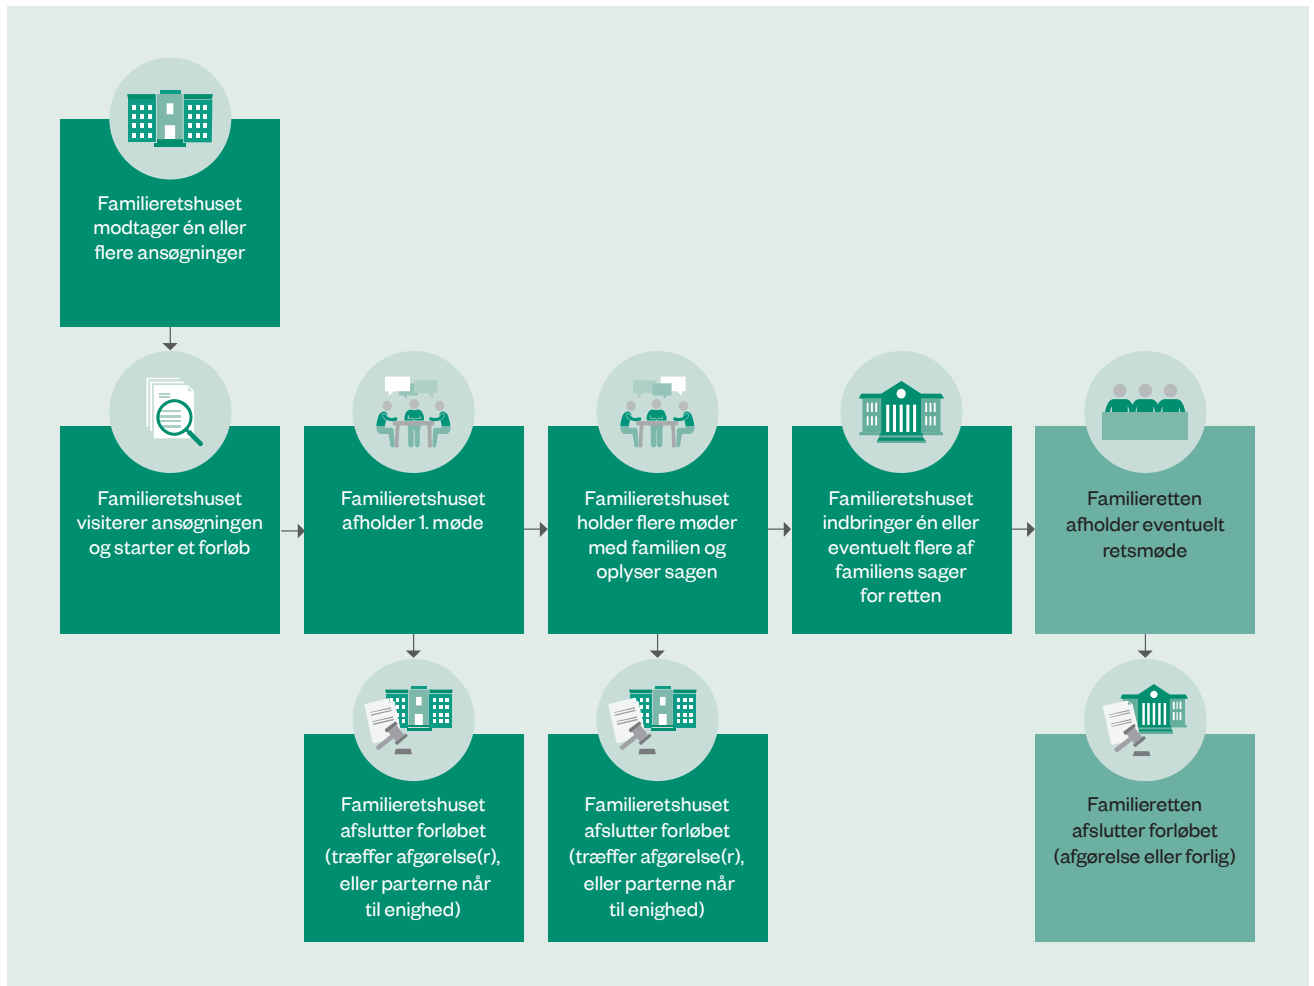 Familieretshuset
modtager én eller
flere ansøgninger
Familieretshuset
visiterer ansøgningen
og starter et forløb
Familieretshuset
afholder 1. møde
Familieretshuset
holder flere møder
med familien og
oplyser sagen
Familieretshuset
indbringer én eller
eventuelt flere af
familiens sager
for retten
Familieretten
afholder eventuelt
retsmøde
Familieretshuset
afslutter forløbet
(træffer afgørelse(r),
eller parterne når
til enighed)
Familieretshuset
afslutter forløbet
(træffer afgørelse(r),
eller parterne når
til enighed)
Familieretten
afslutter forløbet
(afgørelse eller forlig)